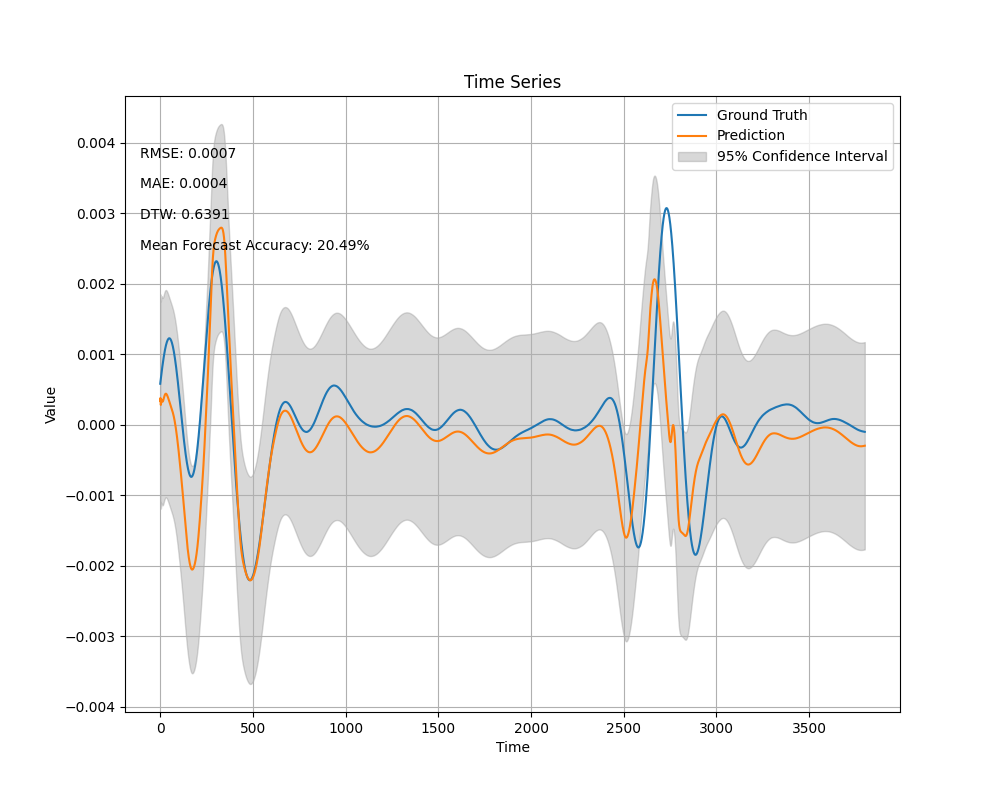 Time Series
Ground Truth
Prediction
95% Confidence Interval
RMSE: 0.0007
MAE: 0.0004
DTW: 0.6391
Mean Forecast Accuracy: 20.49%
0.004
0.003
0.002
0.001
0.000
−0.001
−0.002
−0.003
−0.004
Value
0
500
1000
1500
2000
2500
3000
3500
Time